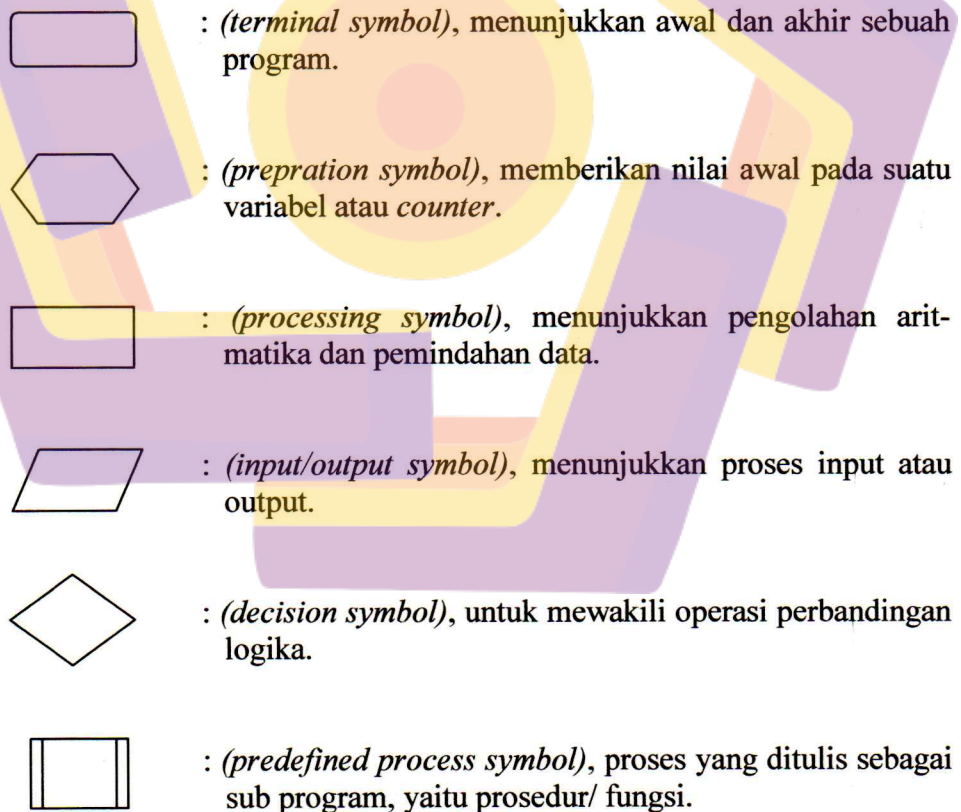 : (terminal symbol), menunjukkan awal dan akhir sebuah
program.
: (prepration symbol), memberikan nilai awal pada suatu
variabel atau counter.
: (processing symbol), menunjukkan pengolahan arit-
matika dan pemindahan data.
: (input/output symbol), menunjukkan proses input atau
output.
: (decision symbol), untuk mewakili operasi perbandingan
logika.
: (predefined process symbol), proses yang ditulis sebagai
sub program, yaitu prosedur/ fungsi.